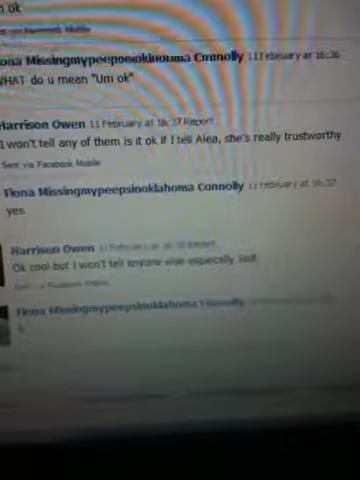 ok
Fiona Missingmypeepsinoklahoma Connolly 11 February at 16:36
WHAT do u mean "Um ok"
Harrison Owen 11 February at 16:37 Report
I won't tell any of them is it ok if I tell Alea, she's really trustworthy
Sent via Facebook Mobile
Fiona Missingmypeepsinoklahoma Connolly 11 February at 16:37
yes
Harrison Owen 11 February at Report
Ok cool but I won't tell anyone else especially
Sent via Facebook Mobile
Fiona Missingmypeepsinoklahoma Connolly